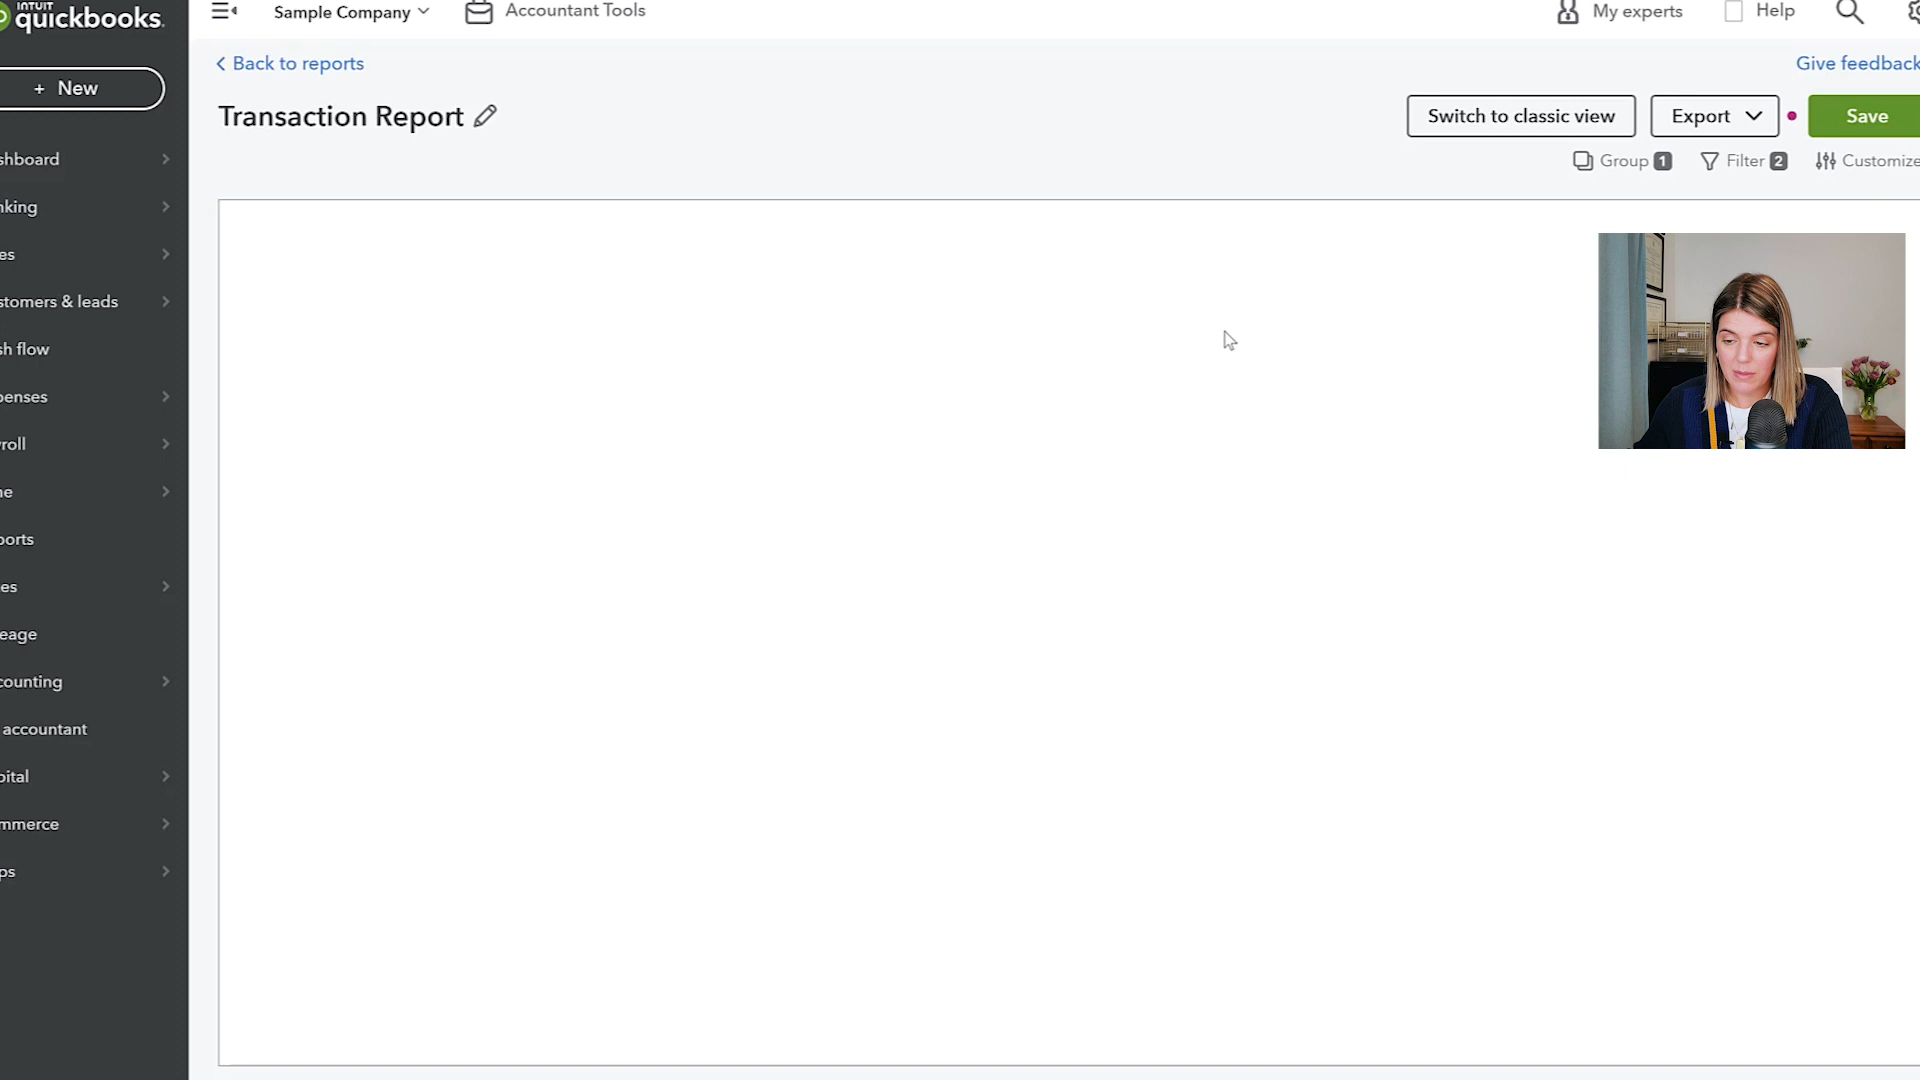 INTUIT
quickbooks.
Sample Company
Accountant Tools
My experts
Help
+ New
Back to reports
Give feedback
Transaction Report
Switch to classic view
Export
Save
Group 1
Filter 2
Customize
shboard
nking
es
stomers & leads
sh flow
penses
roll
ne
ports
es
eage
counting
accountant
pital
mmerce
ps